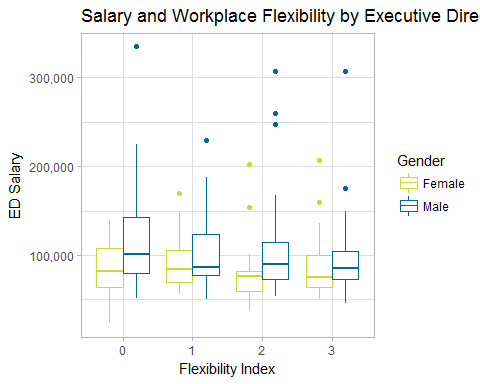 Salary and Workplace Flexibility by Executive Dire
300,000
200,000
100,000
ED Salary
0 1 2 3
Flexibility Index
Gender
Female
Male